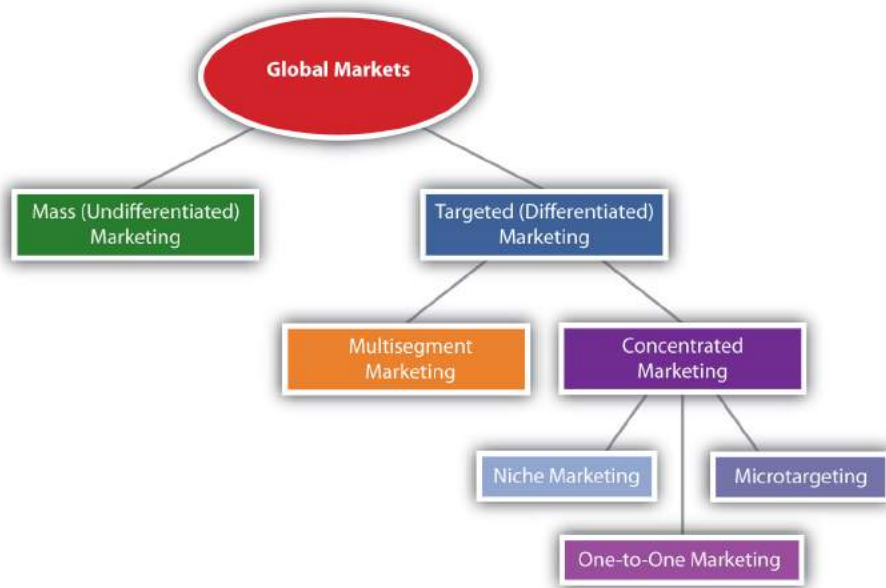 Global Markets
Mass (Undifferentiated)
Marketing
Targeted (Differentiated)
Marketing
Multisegment
Marketing
Concentrated
Marketing
Niche Marketing
Microtargeting
One-to-One Marketing